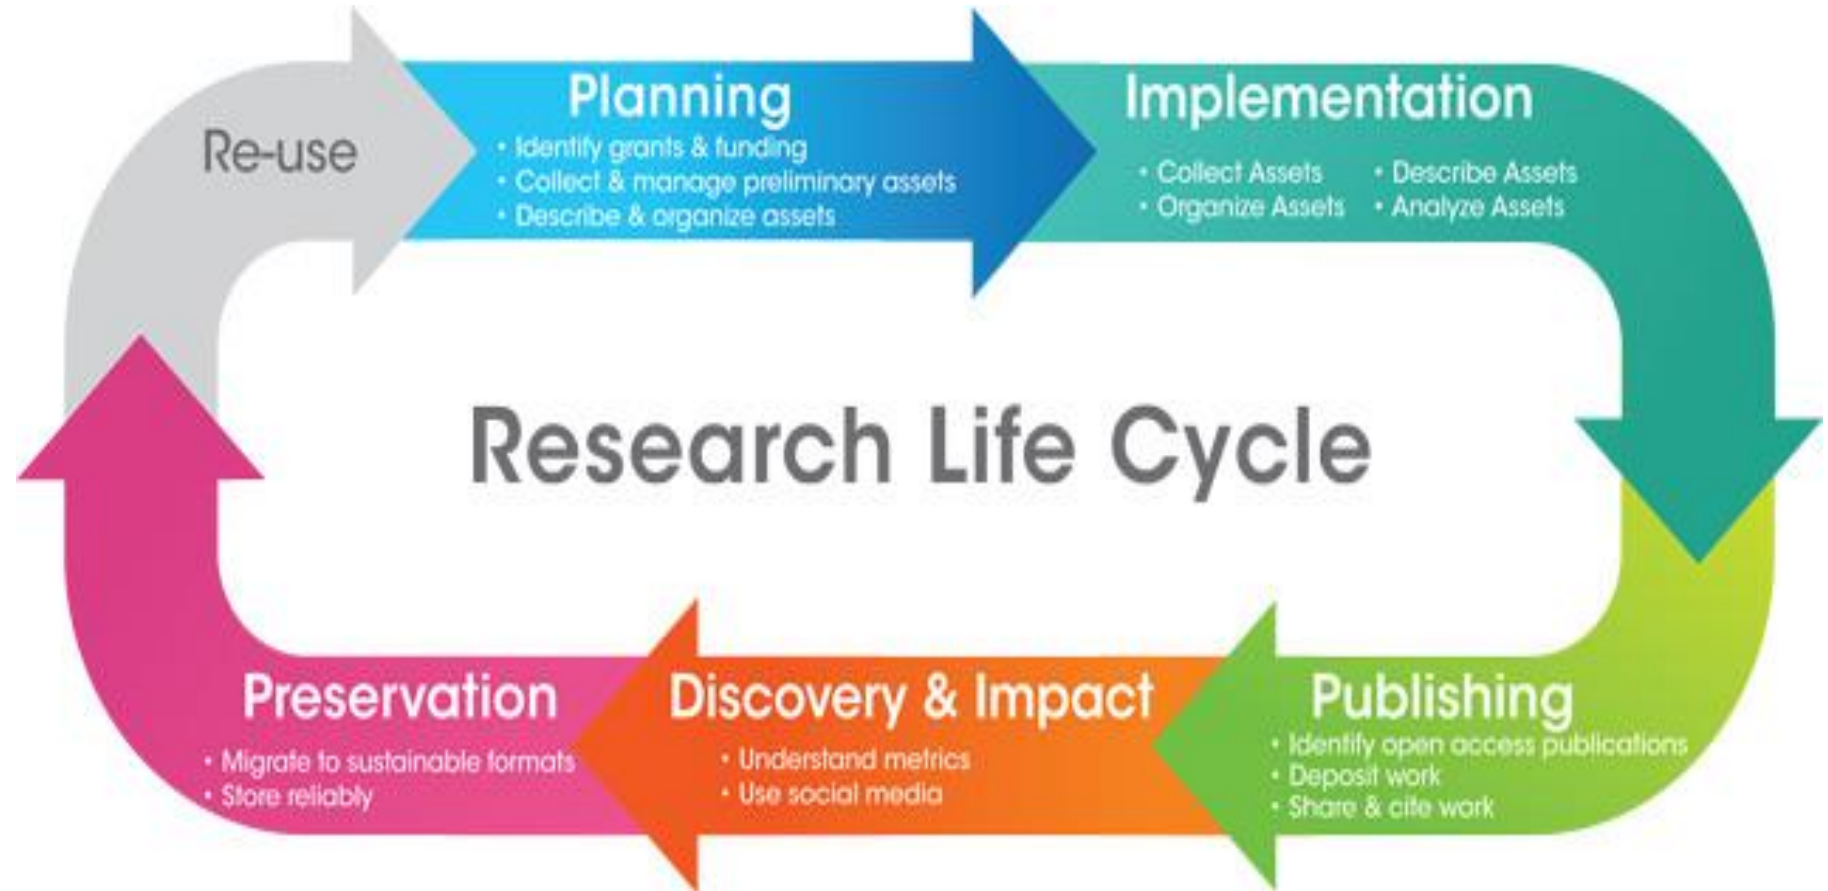 Re-use
Planning
• Identify grants & funding
• Collect & manage preliminary assets
• Describe & organize assets
Implementation
• Collect Assets
• Organize Assets
• Describe Assets
• Analyze Assets
Research Life Cycle
Preservation
• Migrate to sustainable formats
• Store reliably
Discovery & Impact
• Understand metrics
• Use social media
Publishing
• Identify open access publications
• Deposit work
• Share & cite work